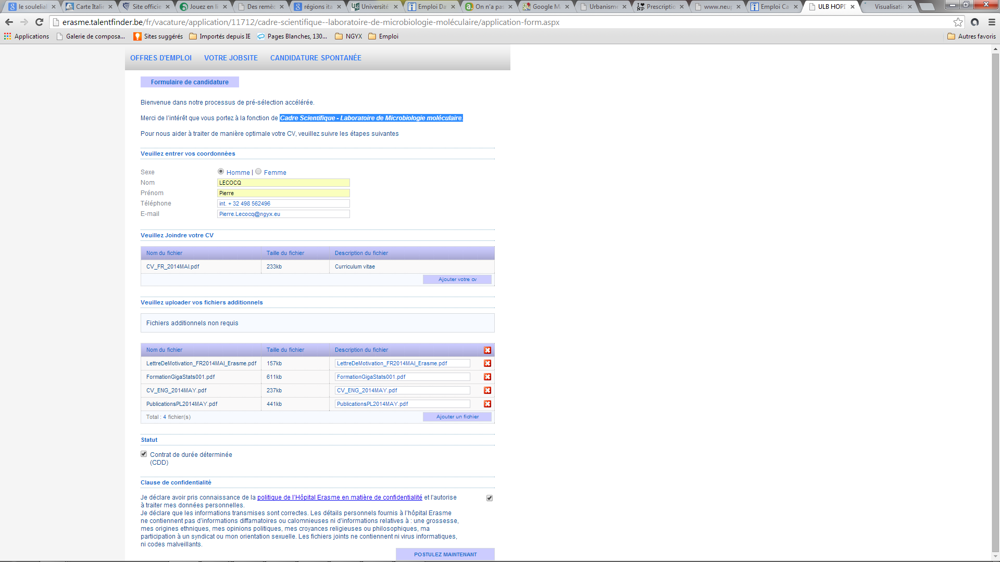 le soulelial
Carte Italie
Site officie
Jouez en li
Des remèc
régions ita
Université
Emploi Da
On n'a pas
Google M
Urbanisme
Prescriptio
www.neup
Emploi Ca
ULB HOPI
Visualisati
erasme.talentfinder.be/fr/vacature/application/11712/cadre-scientifique--laboratoire-de-microbiologie-moléculaire/application-form.aspx
Applications Galerie de composa... Sites suggérés Importés depuis IE Pages Blanches, 130... NGYX Emploi Autres favoris
OFFRES D'EMPLOI VOTRE JOBSITE CANDIDATURE SPONTANÉE
Formulaire de candidature
Bienvenue dans notre processus de pré-sélection accélérée.
Merci de l'intérêt que vous portez à la fonction de Cadre Scientifique - Laboratoire de Microbiologie moléculaire.
Pour nous aider à traiter de manière optimale votre CV, veuillez suivre les étapes suivantes
Veuillez entrer vos coordonnées
Sexe Homme | Femme
Nom LECOCQ
Prénom Pierre
Téléphone int. + 32 498 562496
E-mail Pierre.Lecocq@ngyx.eu
Veuillez Joindre votre CV
Nom du fichier Taille du fichier Description du fichier
CV_FR_2014MAI.pdf 233kb Curriculum vitae
Ajouter votre cv
Veuillez uploader vos fichiers additionnels
Fichiers additionnels non requis
Nom du fichier Taille du fichier Description du fichier
LettreDeMotivation_FR2014MAI_Erasme.pdf 157kb LettreDeMotivation_FR2014MAI_Erasme.pdf
FormationGigaStats001.pdf 611kb FormationGigaStats001.pdf
CV_ENG_2014MAY.pdf 237kb CV_ENG_2014MAY.pdf
PublicationsPL2014MAY.pdf 441kb PublicationsPL2014MAY.pdf
Total : 4 fichier(s) Ajouter un fichier
Statut
Contrat de durée déterminée
(CDD)
Clause de confidentialité
Je déclare avoir pris connaissance de la politique de l'Hôpital Erasme en matière de confidentialité et l'autorise
à traiter mes données personnelles.
Je déclare que les informations transmises sont correctes. Les détails personnels fournis à l'hôpital Erasme
ne contiennent pas d'informations diffamatoires ou calomnieuses ni d'informations relatives à : une grossesse,
mes origines ethniques, mes opinions politiques, mes croyances religieuses ou philosophiques, ma
participation à un syndicat ou mon orientation sexuelle. Les fichiers joints ne contiennent ni virus informatiques,
ni codes malveillants.
POSTULEZ MAINTENANT